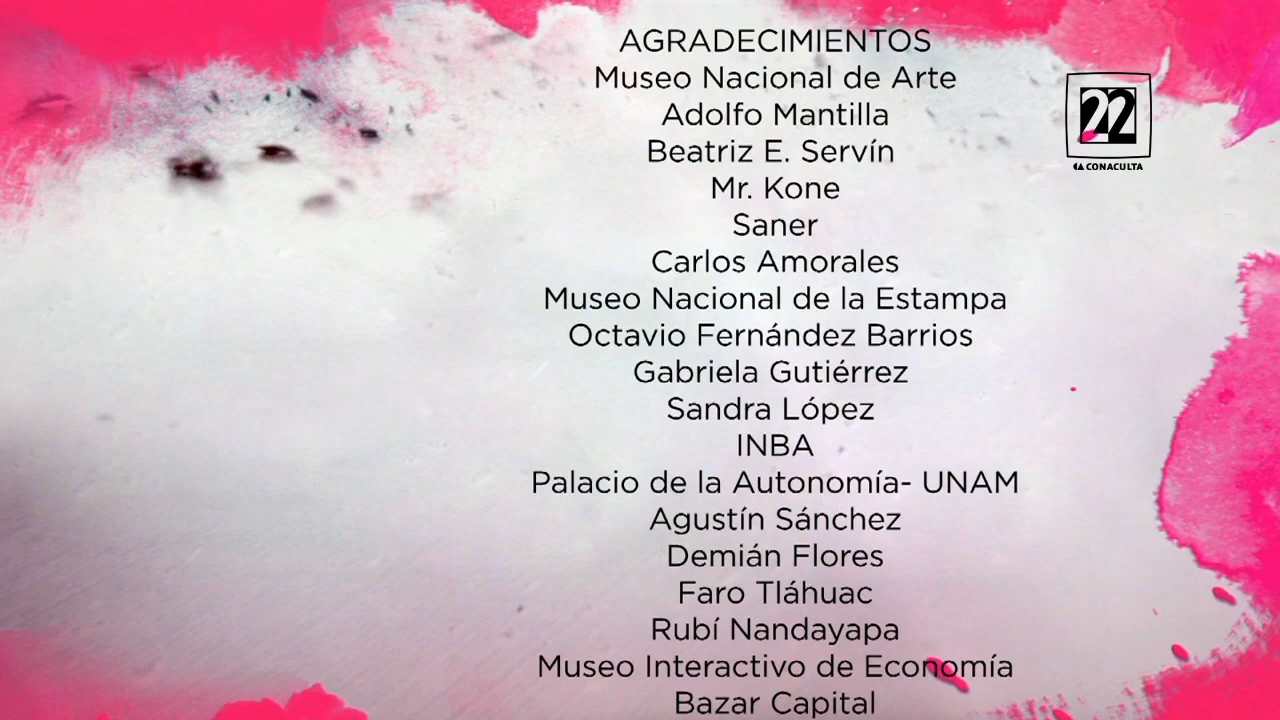 AGRADECIMIENTOS
Museo Nacional de Arte
Adolfo Mantilla
Beatriz E. Servín
Mr. Kone
Saner
Carlos Amorales
Museo Nacional de la Estampa
Octavio Fernández Barrios
Gabriela Gutiérrez
Sandra López
INBA
Palacio de la Autonomía- UNAM
Agustín Sánchez
Demián Flores
Faro Tláhuac
Rubí Nandayapa
Museo Interactivo de Economía
Bazar Capital
22
CONACULTA